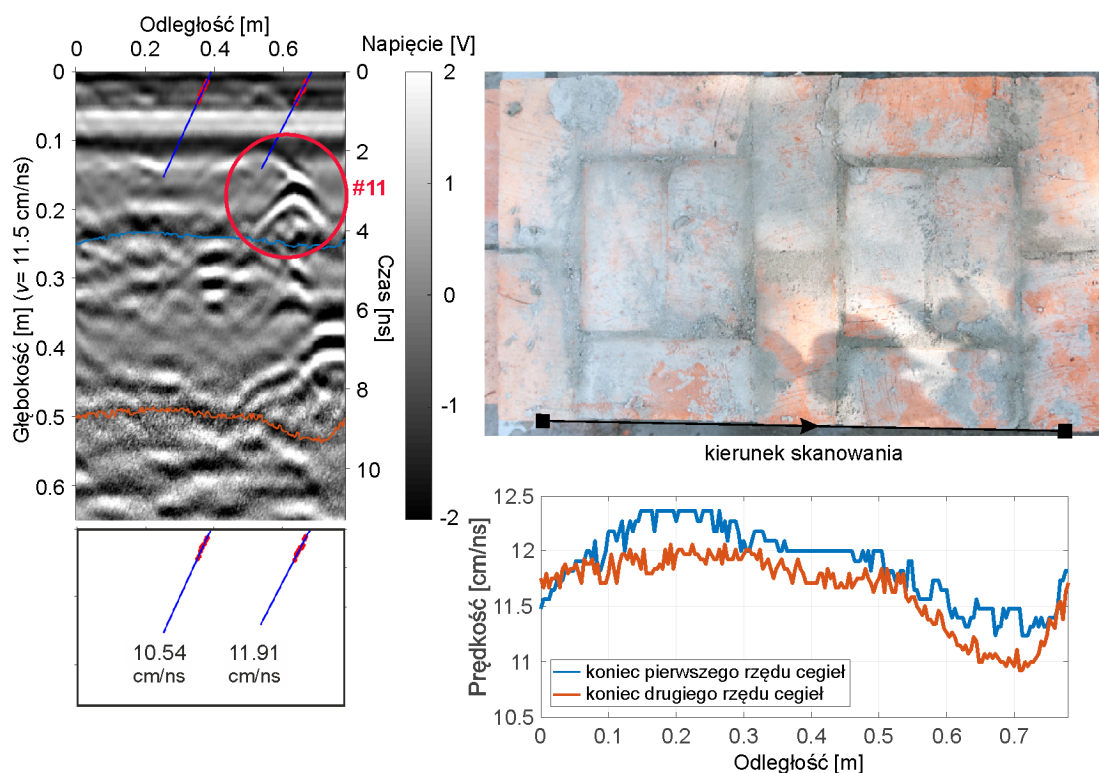 Odległość [m]
0 0.2 0.4 0.6
Napięcie [V]
0
0.1
0.2
0.3
0.4
0.5
0.6
Głębokość [m] (v= 11.5 cm/ns)
0
2
4
6
8
10
Czas [ns]
#11
2
1
0
-1
-2
10.54 11.91
cm/ns cm/ns
kierunek skanowania
12.5
12
11.5
11
10.5
Prędkość [cm/ns]
koniec pierwszego rzędu cegieł
koniec drugiego rzędu cegieł
0 0.1 0.2 0.3 0.4 0.5 0.6 0.7
Odległość [m]